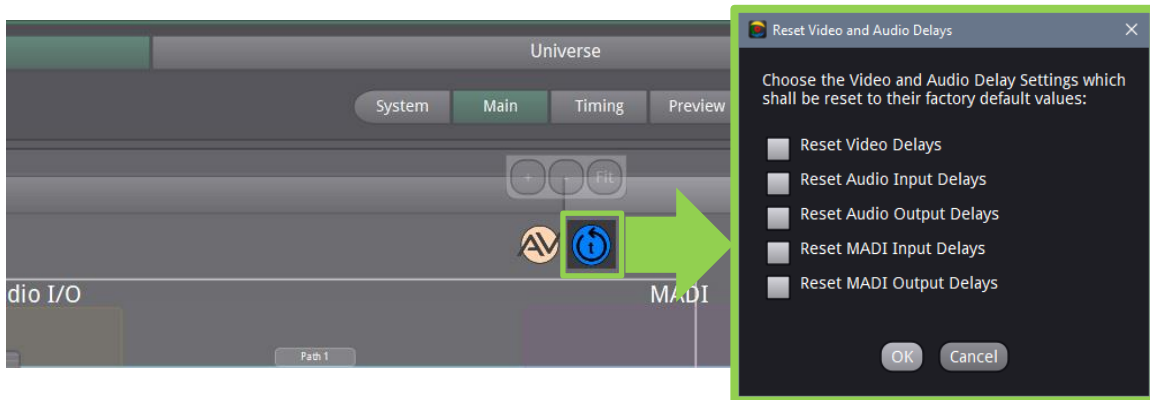 Universe
System Main Timing Preview
+ - Fit
AV t
dio I/O
MADI
Path 1
Reset Video and Audio Delays
Choose the Video and Audio Delay Settings which
shall be reset to their factory default values:
Reset Video Delays
Reset Audio Input Delays
Reset Audio Output Delays
Reset MADI Input Delays
Reset MADI Output Delays
OK Cancel